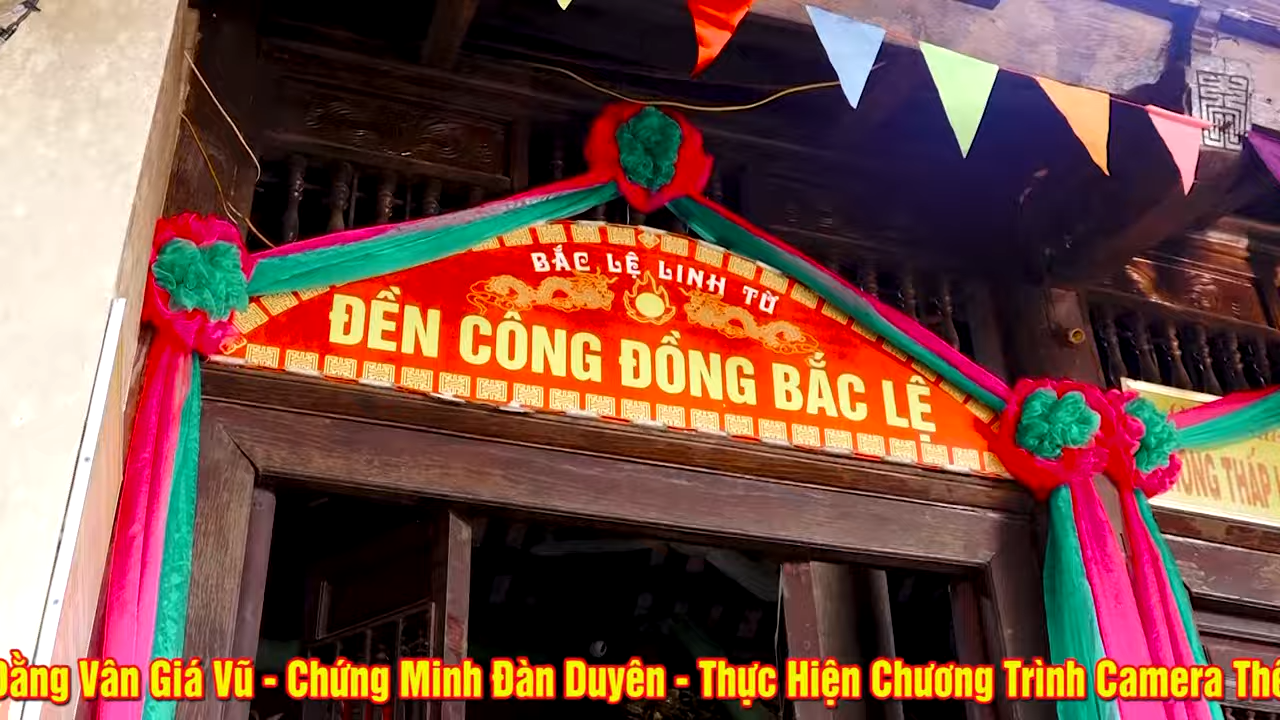 BẮC LỆ LINH TỪ
ĐỀN CÔNG ĐỒNG BẮC LỆ
THÁP
Đằng Vân Giá Vũ - Chứng Minh Đàn Duyên - Thực Hiện Chương Trình Camera